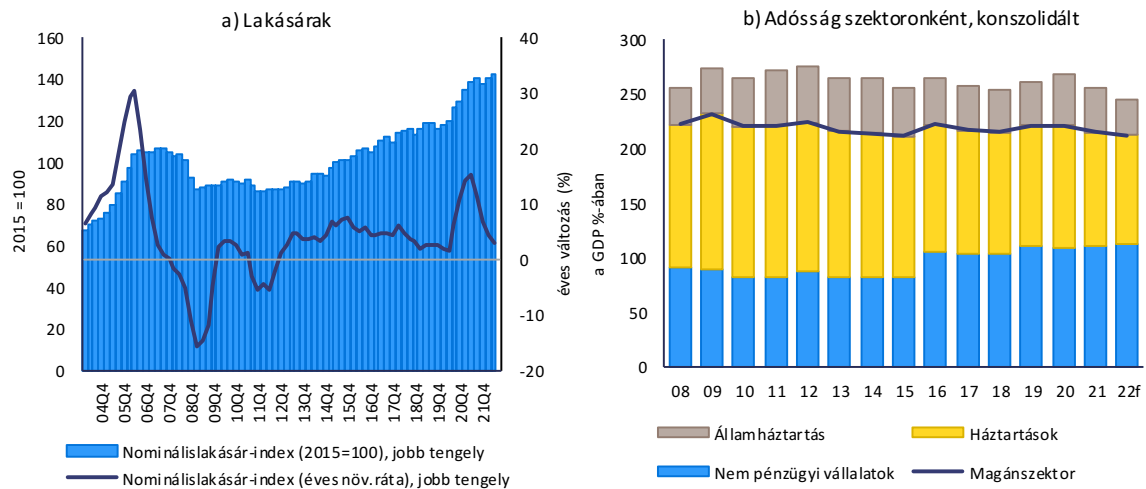 a) Lakásárak
160
140
120
100
80
60
40
20
0
2015 = 100
40
30
20
10
0
-10
-20
éves változás (%)
04Q4
05Q4
06Q4
07Q4
08Q4
09Q4
10Q4
11Q4
12Q4
13Q4
14Q4
15Q4
16Q4
17Q4
18Q4
19Q4
20Q4
21Q4
Nominálislakásár-index (2015=100), jobb tengely
Nominálislakásár-index (éves növ.ráta), jobb tengely
b) Adósság szektoronként, konszolidált
300
250
200
150
100
50
0
a GDP %-ában
08 09 10 11 12 13 14 15 16 17 18 19 20 21 22f
Államháztartás
Háztartások
Nem pénzügyi vállalatok
Magánszektor